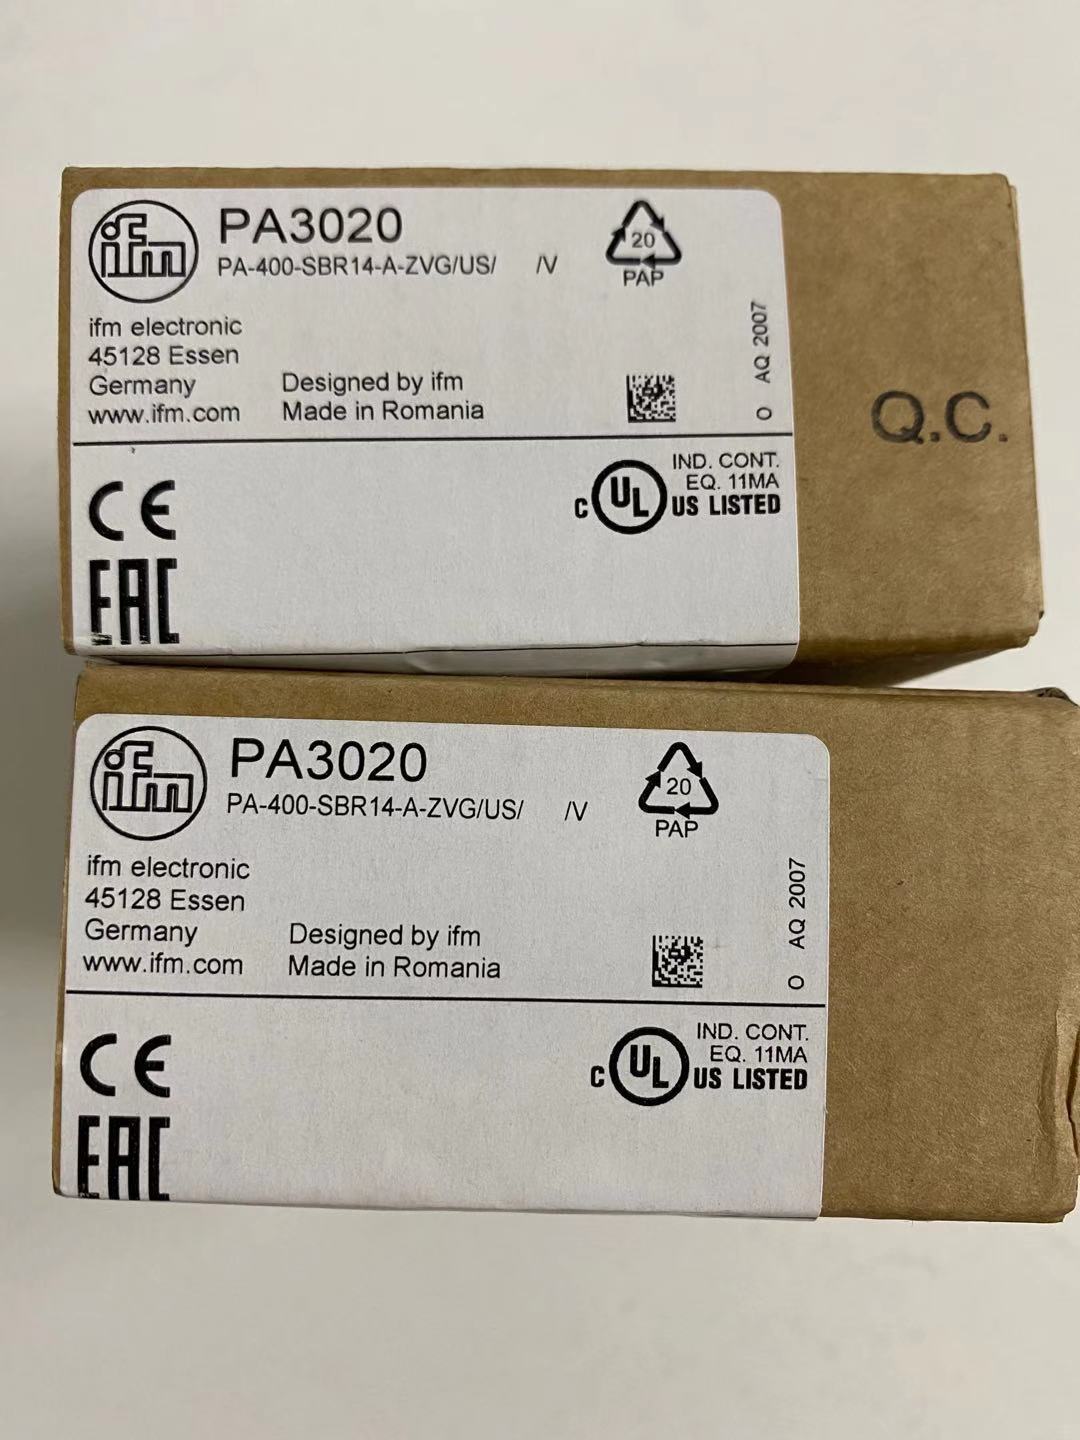 ifm
PA3020
PA-400-SBR14-A-ZVG/US/ /V
20
PAP
ifm electronic
45128 Essen
Germany
www.ifm.com
Designed by ifm
Made in Romania
O AQ 2007
Q.C.
CE
EAC
C UL US LISTED
IND. CONT.
EQ. 11MA
ifm
PA3020
PA-400-SBR14-A-ZVG/US/ /V
20
PAP
ifm electronic
45128 Essen
Germany
www.ifm.com
Designed by ifm
Made in Romania
O AQ 2007
CE
EAC
C UL US LISTED
IND. CONT.
EQ. 11MA